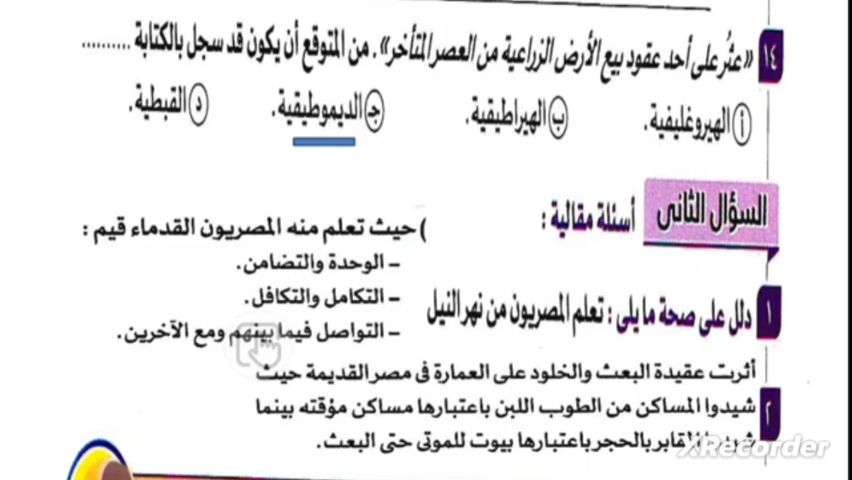 ١٤ «عثر على أحد عقود بيع الأرض الزراعية من العصر المتأخر». من المتوقع أن يكون قد سجل بالكتابة ..........
أ الهيروغليفية. ب الهيراطيقية. ج الديموطيقية. د القبطية.
السؤال الثانى أسئلة مقالية :
١ دلل على صحة ما يلى : تعلم المصريون من نهر النيل
) حيث تعلم منه المصريون القدماء قيم :
– الوحدة والتضامن.
– التكامل والتكافل.
– التواصل فيما بينهم ومع الآخرين.
٢ أثرت عقيدة البعث والخلود على العمارة فى مصر القديمة حيث
شيدوا المساكن من الطوب اللبن باعتبارها مساكن مؤقته بينما
المقابر بالحجر باعتبارها بيوت للموتى حتى البعث.
XRecorder